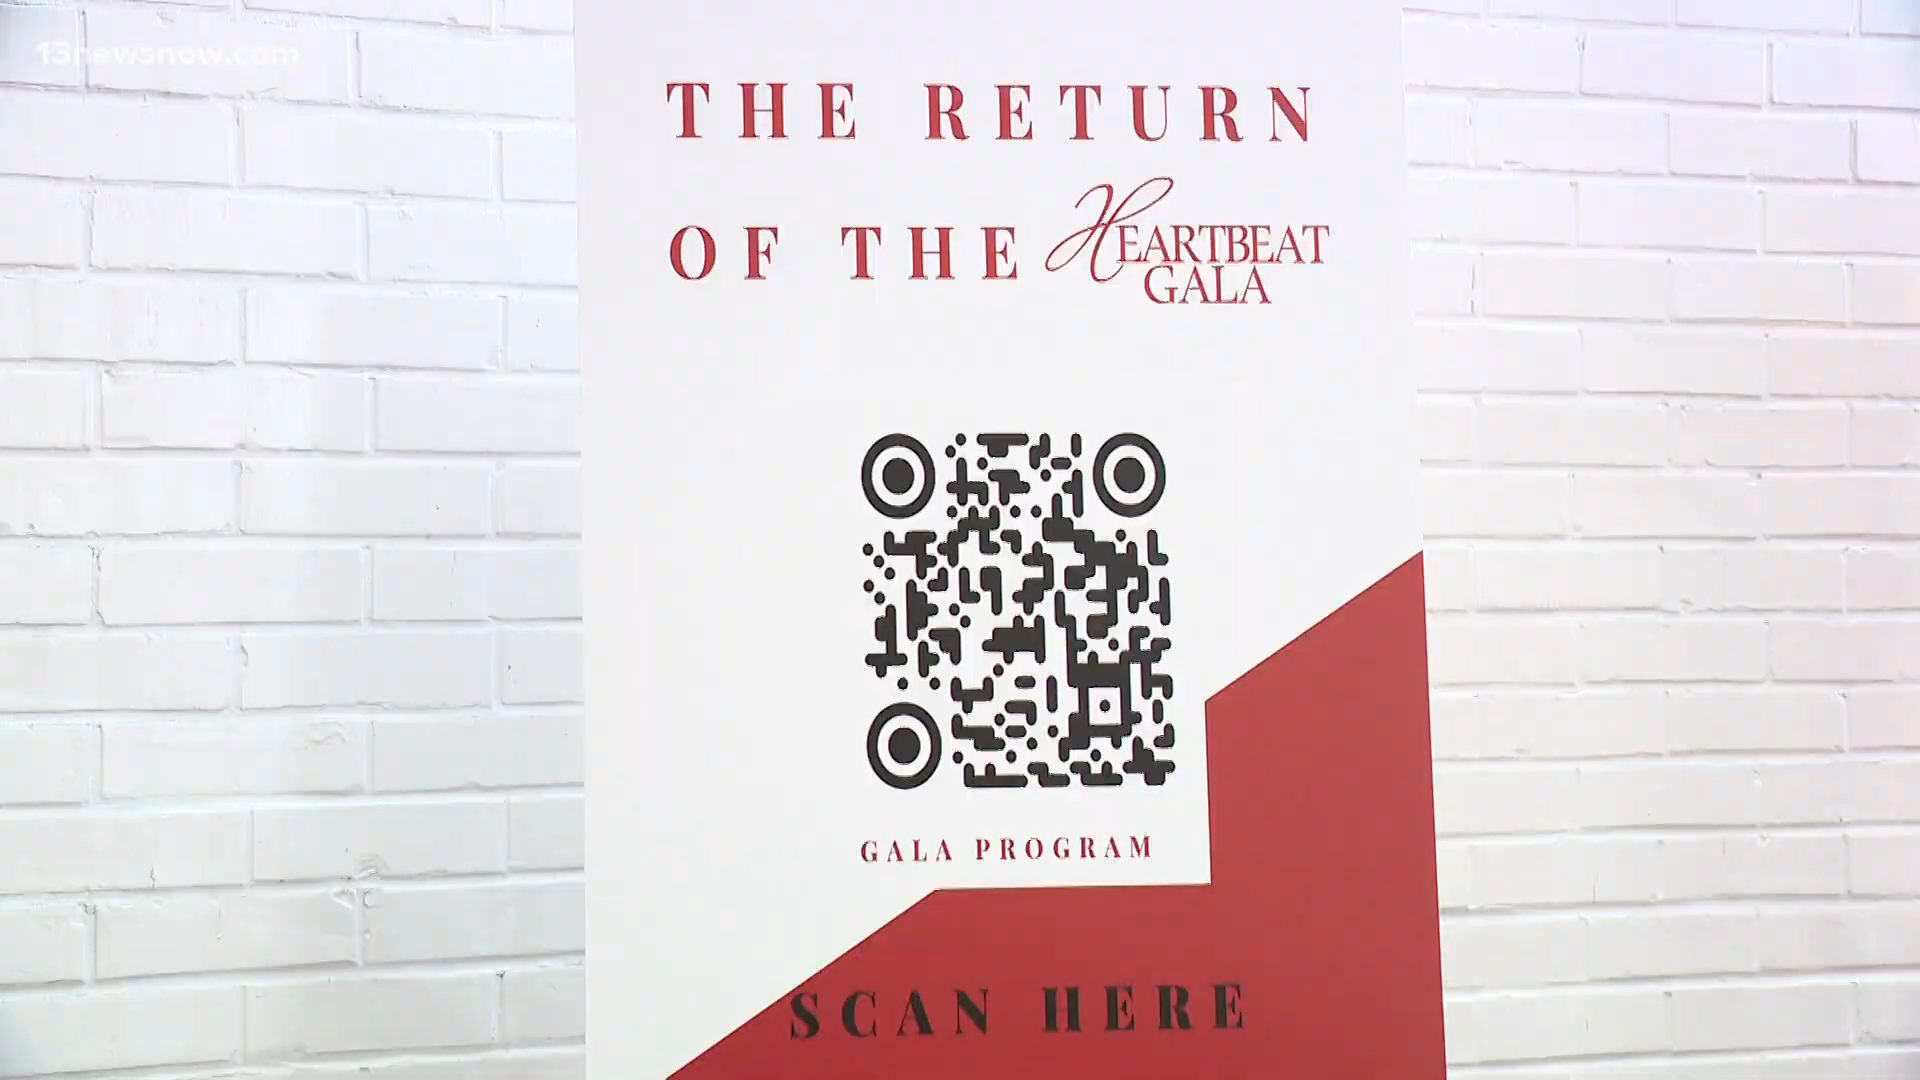 13newsnow.com
THE RETURN
OF THE HEARTBEAT
GALA
GALA PROGRAM
SCAN HERE